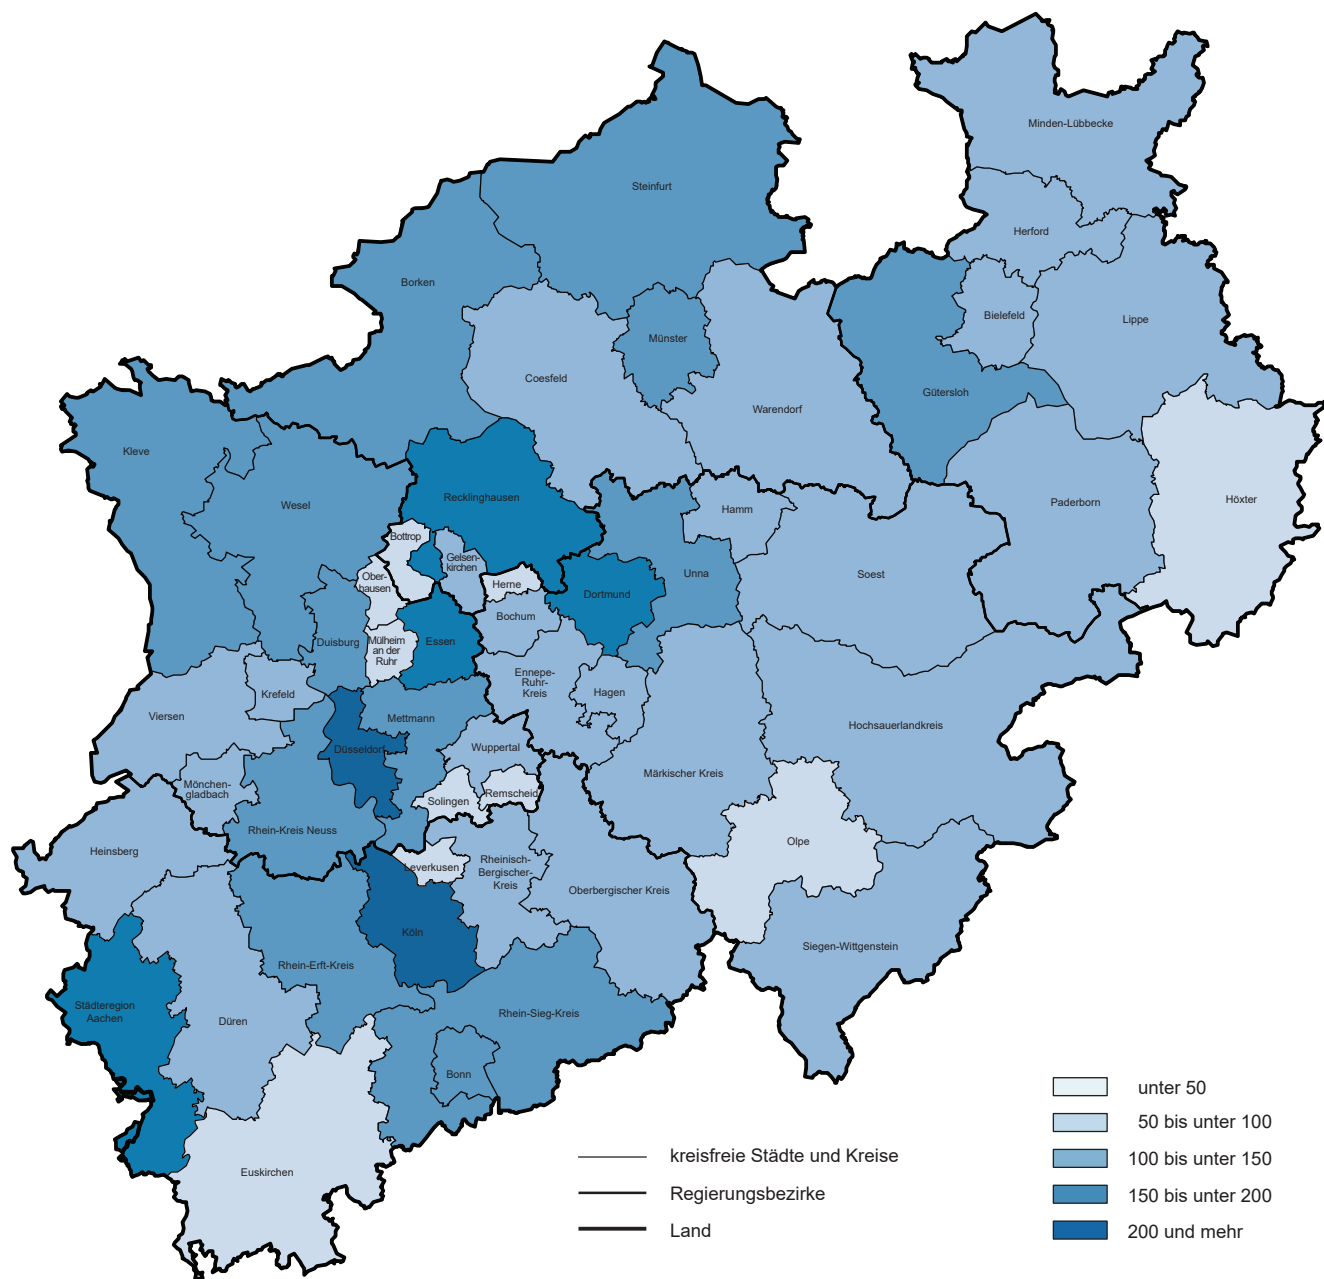 Minden-Lübbecke
Steinfurt
Herford
Borken
Bielefeld
Lippe
Münster
Coesfeld
Gütersloh
Warendorf
Kleve
Recklinghausen
Höxter
Wesel
Paderborn
Hamm
Bottrop
Gelsen-
kirchen
Unna
Soest
Ober-
hausen
Herne
Dortmund
Bochum
Duisburg
Mülheim
an der
Ruhr
Essen
Ennepe-
Ruhr-
Kreis
Hagen
Krefeld
Viersen
Mettmann
Hochsauerlandkreis
Düsseldorf
Wuppertal
Märkischer Kreis
Mönchen-
gladbach
Solingen
Remscheid
Rhein-Kreis Neuss
Olpe
Heinsberg
Leverkusen
Rheinisch-
Bergischer-
Kreis
Oberbergischer Kreis
Köln
Siegen-Wittgenstein
Rhein-Erft-Kreis
Städteregion
Aachen
Düren
Rhein-Sieg-Kreis
Bonn
Euskirchen
kreisfreie Städte und Kreise
Regierungsbezirke
Land
unter 50
50 bis unter 100
100 bis unter 150
150 bis unter 200
200 und mehr